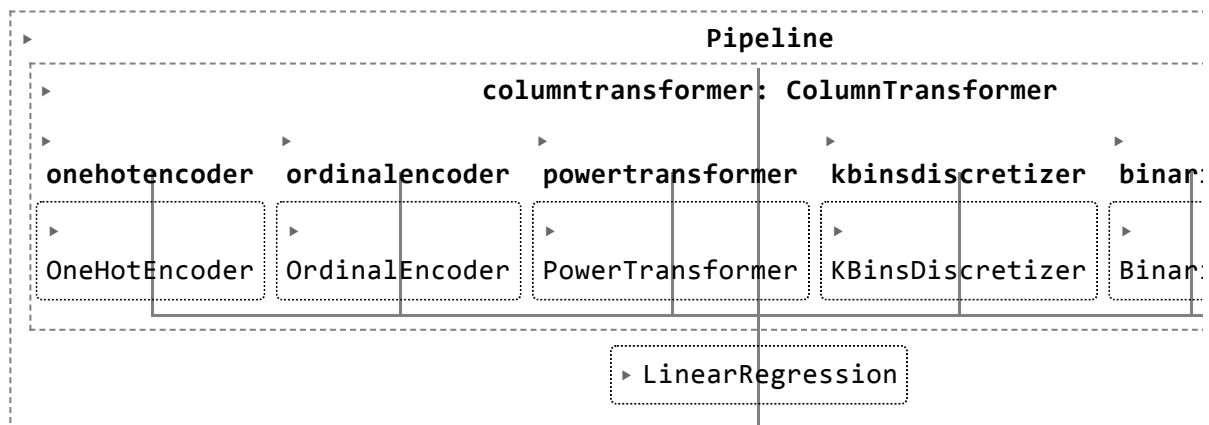 Pipeline
columntransformer: ColumnTransformer
onehotencoder ordinalencoder powertransformer kbinsdiscretizer
OneHotEncoder OrdinalEncoder PowerTransformer KBinsDiscretizer
LinearRegression